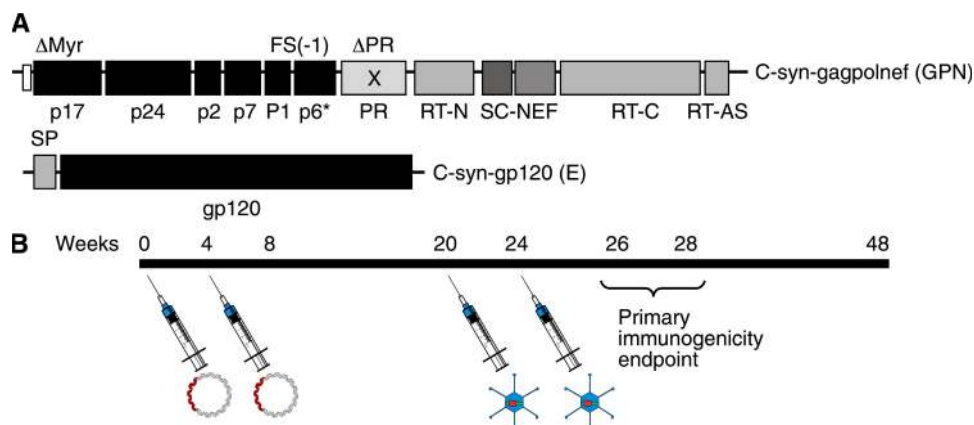 A
ΔMyr FS(-1) ΔPR
X
C-syn-gagpolnef (GPN)
p17 p24 p2 p7 P1 p6* PR RT-N SC-NEF RT-C RT-AS
SP
C-syn-gp120 (E)
gp120
B Weeks 0 4 8 20 24 26 28 48
Primary
immunogenicity
endpoint